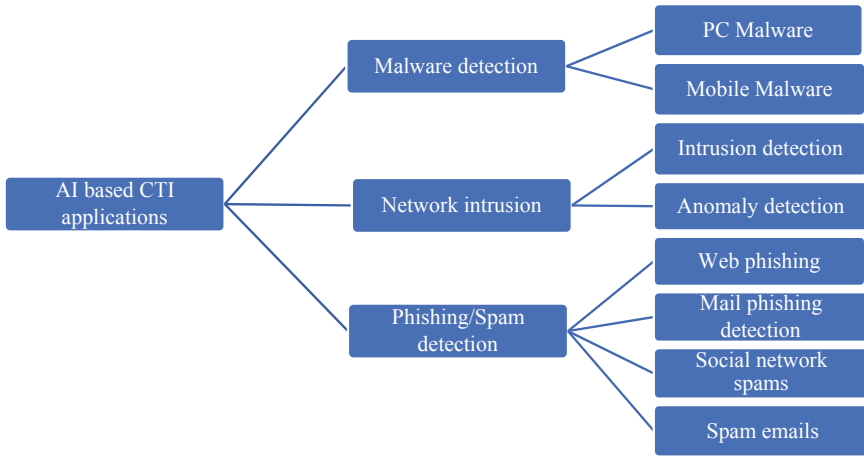 AI based CTI
applications
Malware detection
Network intrusion
Phishing/Spam
detection
PC Malware
Mobile Malware
Intrusion detection
Anomaly detection
Web phishing
Mail phishing
detection
Social network
spams
Spam emails